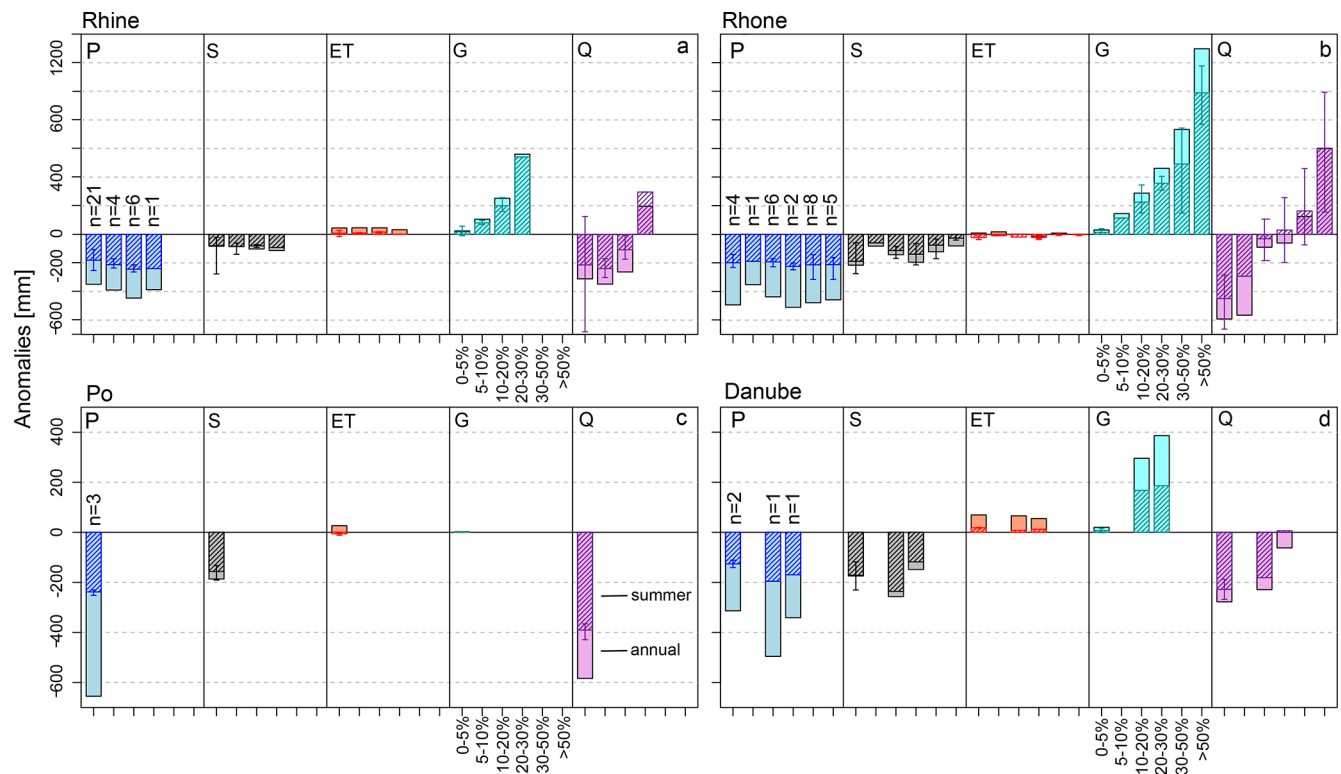 Rhine
Rhone
P S ET G Q a
P S ET G Q b
1200
600
400
200
0
200
-600
n=21
n=4
n=6
n=1
n=4
n=1
n=6
n=2
n=8
n=5
0-5%
5-10%
10-20%
20-30%
30-50%
>50%
0-5%
5-10%
10-20%
20-30%
30-50%
>50%
Anomalies [mm]
Po
Danube
P S ET G Q c
P S ET G Q d
400
200
0
-200
-400
-600
n=3
n=2
n=1
n=1
summer
annual
0-5%
5-10%
10-20%
20-30%
30-50%
>50%
0-5%
5-10%
10-20%
20-30%
30-50%
>50%